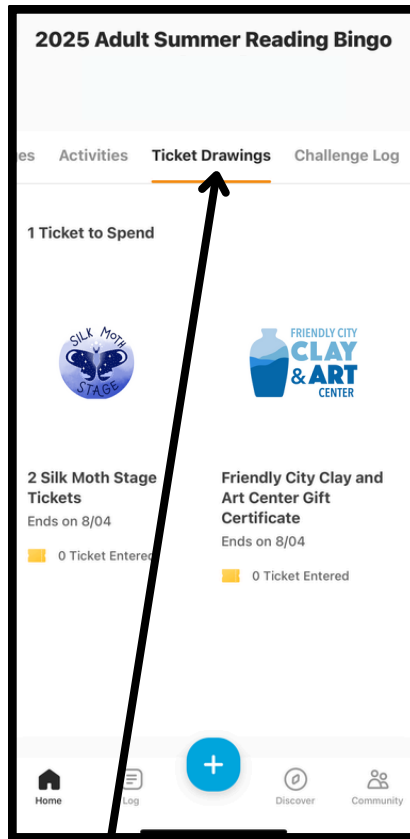 2025 Adult Summer Reading Bingo
es Activities Ticket Drawings Challenge Log
1 Ticket to Spend
SILK MOTH
STAGE
FRIENDLY CITY
CLAY
& ART
CENTER
2 Silk Moth Stage
Tickets
Ends on 8/04
0 Ticket Entered
Friendly City Clay and
Art Center Gift
Certificate
Ends on 8/04
0 Ticket Entered
Home Log + Discover Community